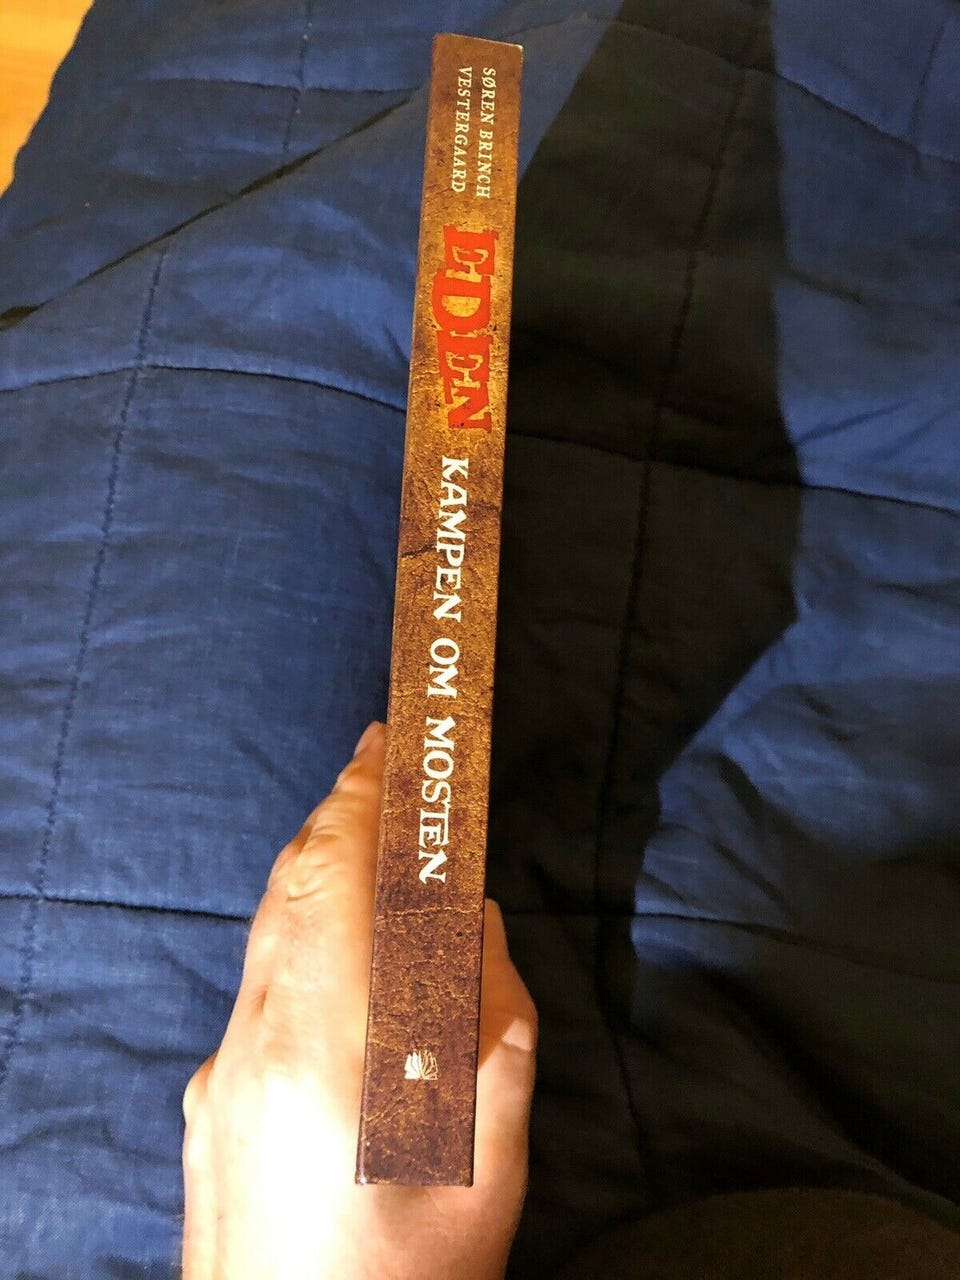 SØREN BRINCH
VESTERGAARD
EDEN
KAMPEN OM MOSTEN